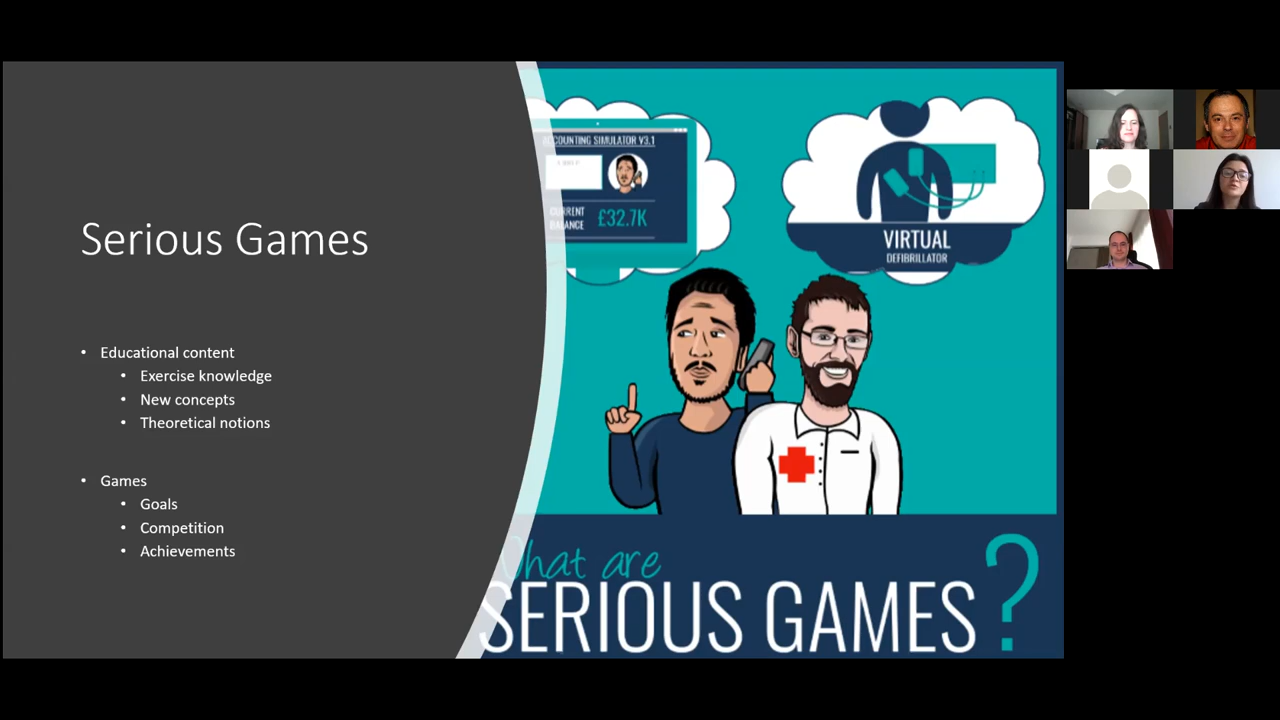 Serious Games
• Educational content
• Exercise knowledge
• New concepts
• Theoretical notions
• Games
• Goals
• Competition
• Achievements
ACCOUNTING SIMULATOR V3.1
CURRENT
BALANCE
£32.7K
VIRTUAL
DEFIBRILLATOR
What are
SERIOUS GAMES?